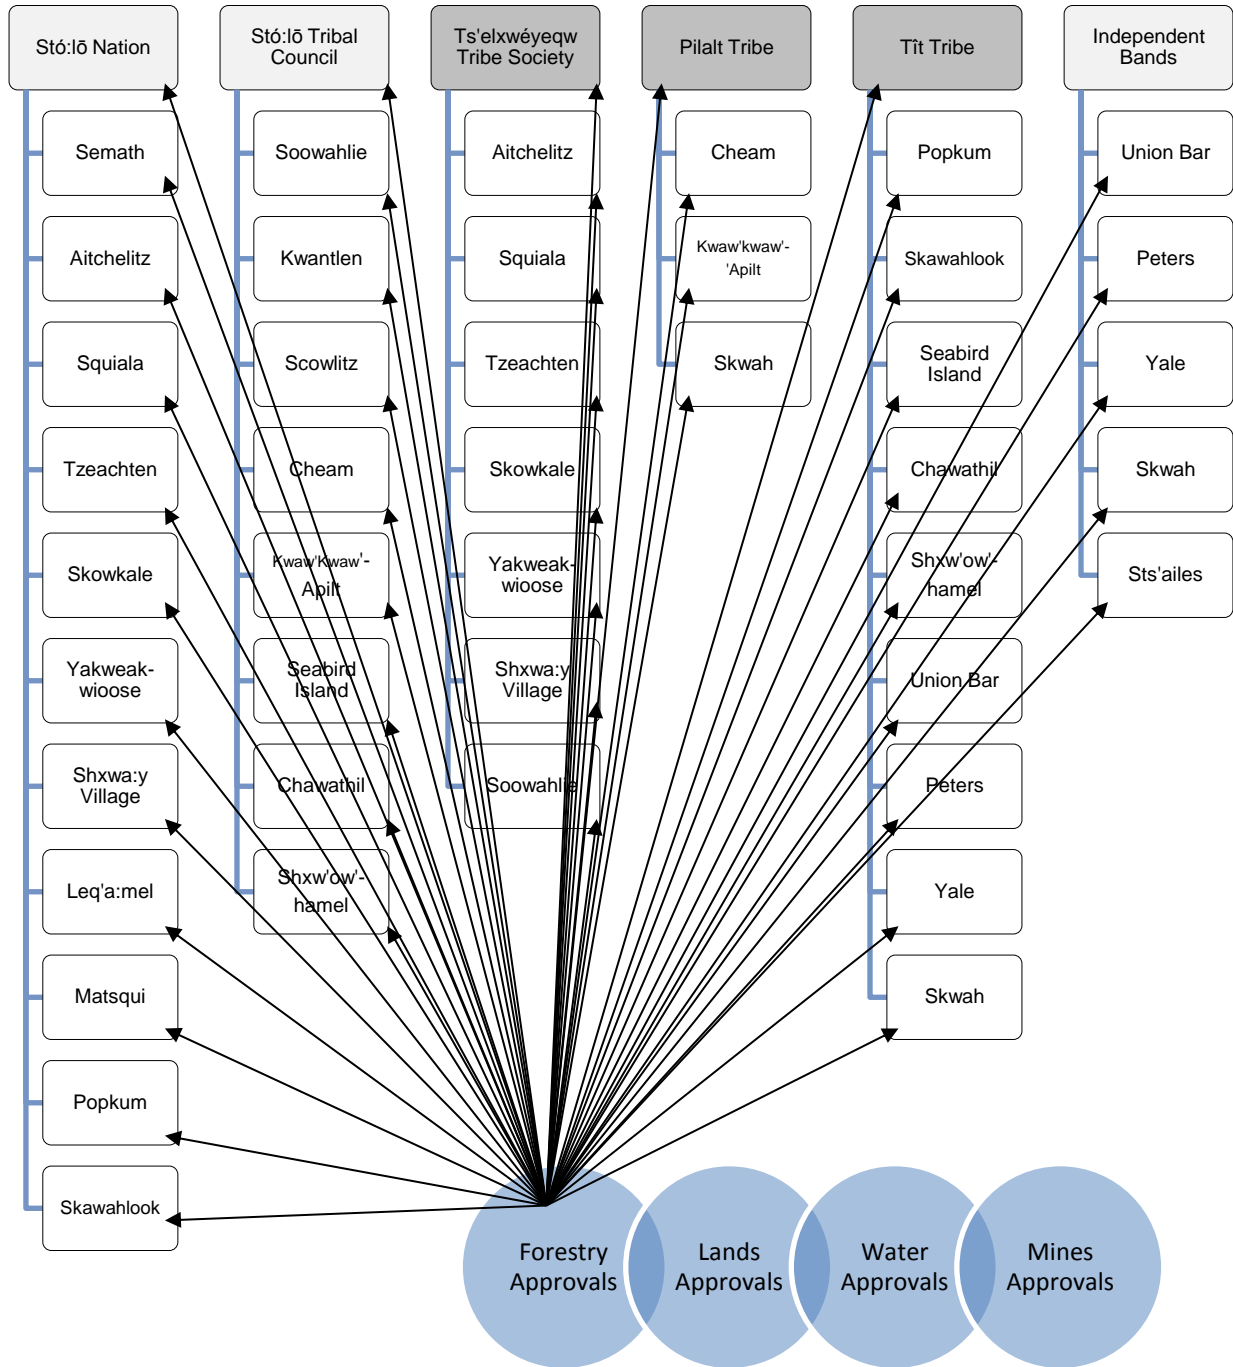 Stó:lō Nation
Semath
Aitchelitz
Squiala
Tzeachten
Skowkale
Yakweak-
wioose
Shxwa:y
Village
Leq'a:mel
Matsqui
Popkum
Skawahlook
Stó:lō Tribal
Council
Soowahlie
Kwantlen
Scowlitz
Cheam
Kwaw'Kwaw'-
Apilt
Seabird
Island
Chawathil
Shxw'ow'-
hamel
Ts'elxwéyeqw
Tribe Society
Aitchelitz
Squiala
Tzeachten
Skowkale
Yakweak-
wioose
Shxwa:y
Village
Soowahlie
Pilalt Tribe
Cheam
Kwaw'kwaw'-
'Apilt
Skwah
Tît Tribe
Popkum
Skawahlook
Seabird
Island
Chawathil
Shxw'ow'-
hamel
Union Bar
Peters
Yale
Skwah
Independent
Bands
Union Bar
Peters
Yale
Skwah
Sts'ailes
Forestry
Approvals
Lands
Approvals
Water
Approvals
Mines
Approvals